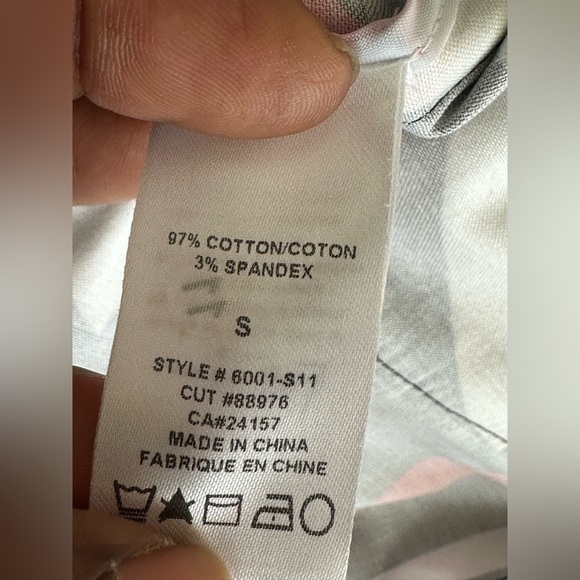 97% COTTON/COTON
3% SPANDEX
S
STYLE # 6001-S11
CUT #88976
CA#24157
MADE IN CHINA
FABRIQUE EN CHINE